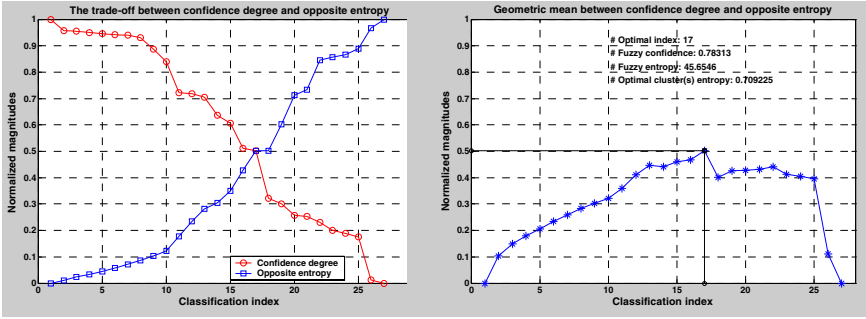 The trade-off between confidence degree and opposite entropy
Normalized magnitudes
1
0.9
0.8
0.7
0.6
0.5
0.4
0.3
0.2
0.1
0
0 5 10 15 20 25
Classification index
Confidence degree
Opposite entropy
Geometric mean between confidence degree and opposite entropy
# Optimal index: 17
# Fuzzy confidence: 0.78313
# Fuzzy entropy: 45.6546
# Optimal cluster(s) entropy: 0.709225
Normalized magnitudes
1
0.9
0.8
0.7
0.6
0.5
0.4
0.3
0.2
0.1
0
0 5 10 15 20 25
Classification index